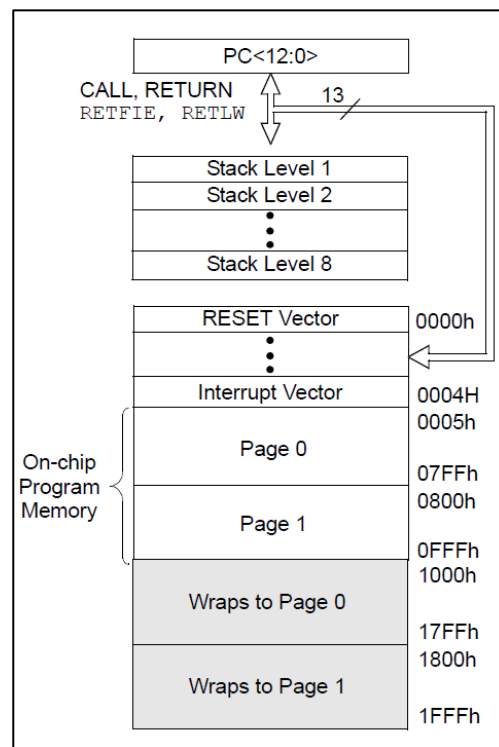 PC<12:0>
CALL, RETURN
RETFIE, RETLW
13
Stack Level 1
Stack Level 2
Stack Level 8
RESET Vector
0000h
Interrupt Vector
0004H
0005h
On-chip
Program
Memory
Page 0
07FFh
0800h
Page 1
0FFFh
1000h
Wraps to Page 0
17FFh
1800h
Wraps to Page 1
1FFFh